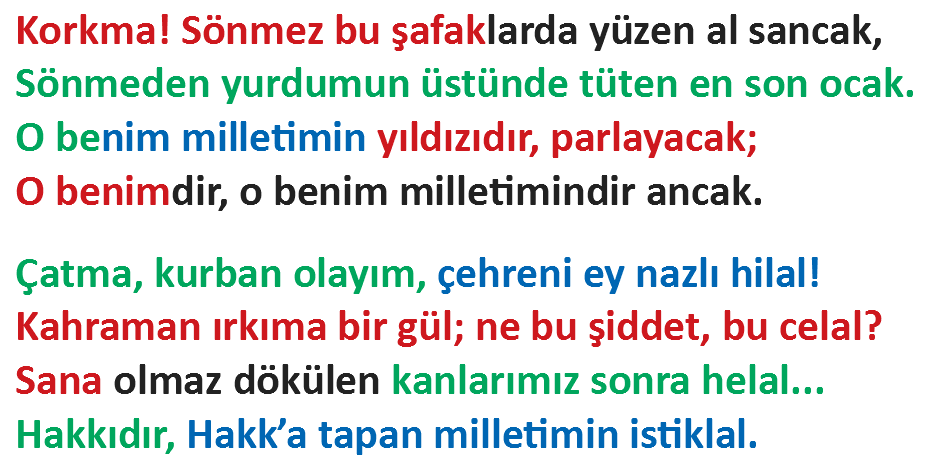 Korkma! Sönmez bu şafaklarda yüzen al sancak,
Sönmeden yurdumun üstünde tüten en son ocak.
O benim milletimin yıldızıdır, parlayacak;
O benimdir, o benim milletimindir ancak.
Çatma, kurban olayım, çehreni ey nazlı hilal!
Kahraman ırkıma bir gül; ne bu şiddet, bu celal?
Sana olmaz dökülen kanlarımız sonra helal...
Hakkıdır, Hakk’a tapan milletimin istiklal.